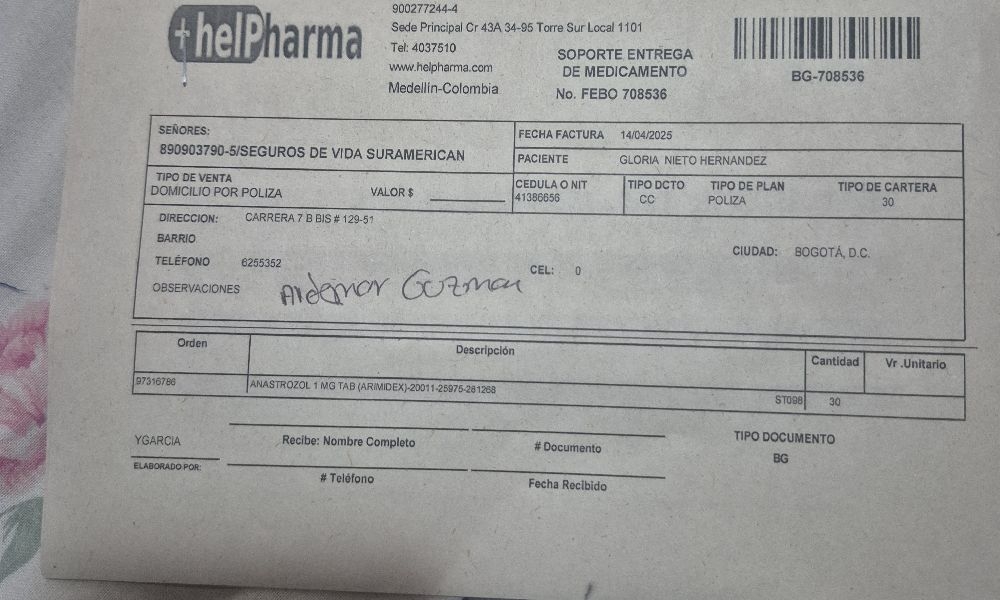 helPharma
900277244-4
Sede Principal Cr 43A 34-95 Torre Sur Local 1101
Tel: 4037510
www.helpharma.com
Medellín-Colombia
SOPORTE ENTREGA
DE MEDICAMENTO
No. FEBO 708536
BG-708536
SEÑORES:
890903790-5/SEGUROS DE VIDA SURAMERICAN
FECHA FACTURA 14/04/2025
PACIENTE GLORIA NIETO HERNANDEZ
TIPO DE VENTA
DOMICILIO POR POLIZA VALOR $
CEDULA O NIT TIPO DCTO TIPO DE PLAN TIPO DE CARTERA
41386656 CC POLIZA 30
DIRECCION: CARRERA 7 B BIS # 129-51
BARRIO
CIUDAD: BOGOTÁ, D.C.
TELÉFONO 6255352
CEL: 0
OBSERVACIONES Aldemar Guzman
Orden Descripción Cantidad Vr .Unitario
97316786 ANASTROZOL 1 MG TAB (ARIMIDEX)-20011-25975-281268 ST098 30
YGARCIA
ELABORADO POR:
Recibe: Nombre Completo # Documento
# Teléfono Fecha Recibido
TIPO DOCUMENTO
BG